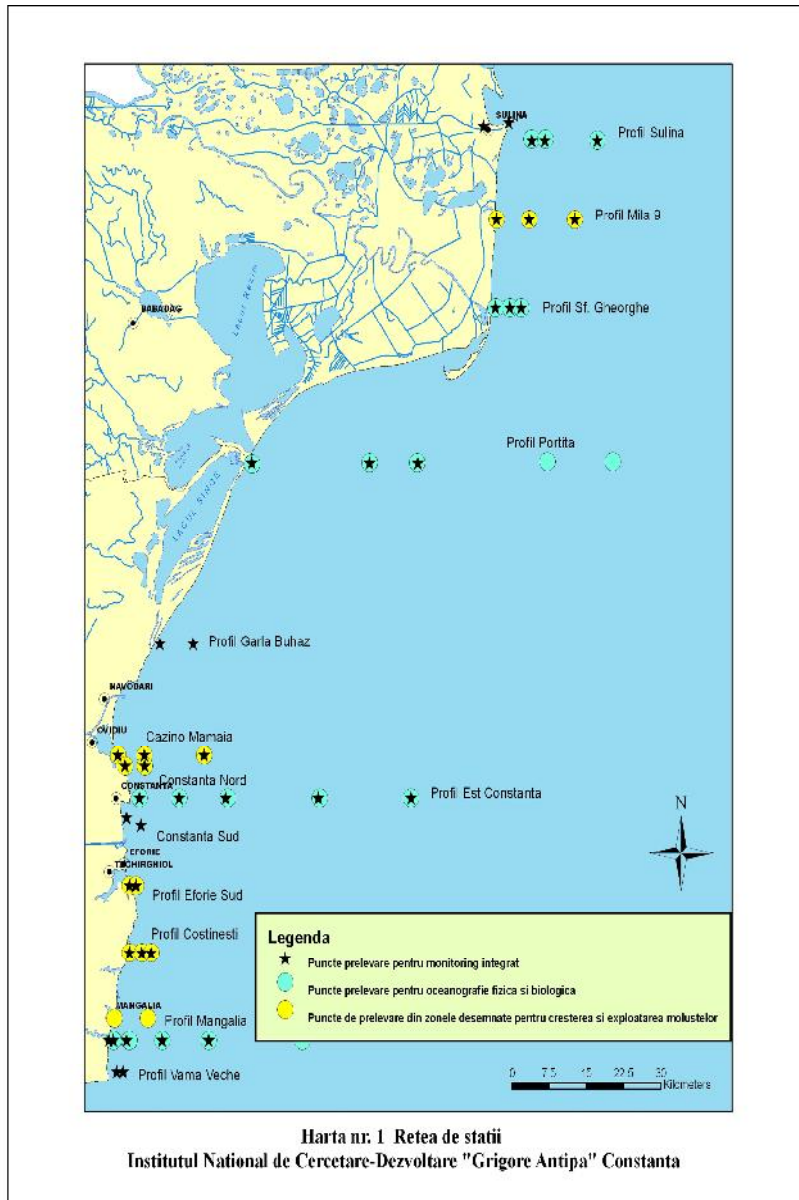 SULINA
Profil Sulina
Profil Mila 9
Profil Sf. Gheorghe
BABADAG
Lacul Razim
Profil Portita
LACUL SINOE
Profil Garla Buhaz
NAVODARI
OVIDIU
Cazino Mamaia
Constanta Nord
CONSTANTA
Profil Est Constanta
Constanta Sud
N
EFORIE
TECHIRGHIOL
Profil Eforie Sud
Profil Costinesti
Legenda
Puncte prelevare pentru monitoring integrat
Puncte prelevare pentru oceanografie fizica si biologica
Puncte de prelevare din zonele desemnate pentru cresterea si exploatarea molustelor
MANGALIA
Profil Mangalia
Profil Vama Veche
0 7.5 15 22.5 30
Kilometers
Harta nr. 1 Retea de statii
Institutul National de Cercetare-Dezvoltare "Grigore Antipa" Constanta